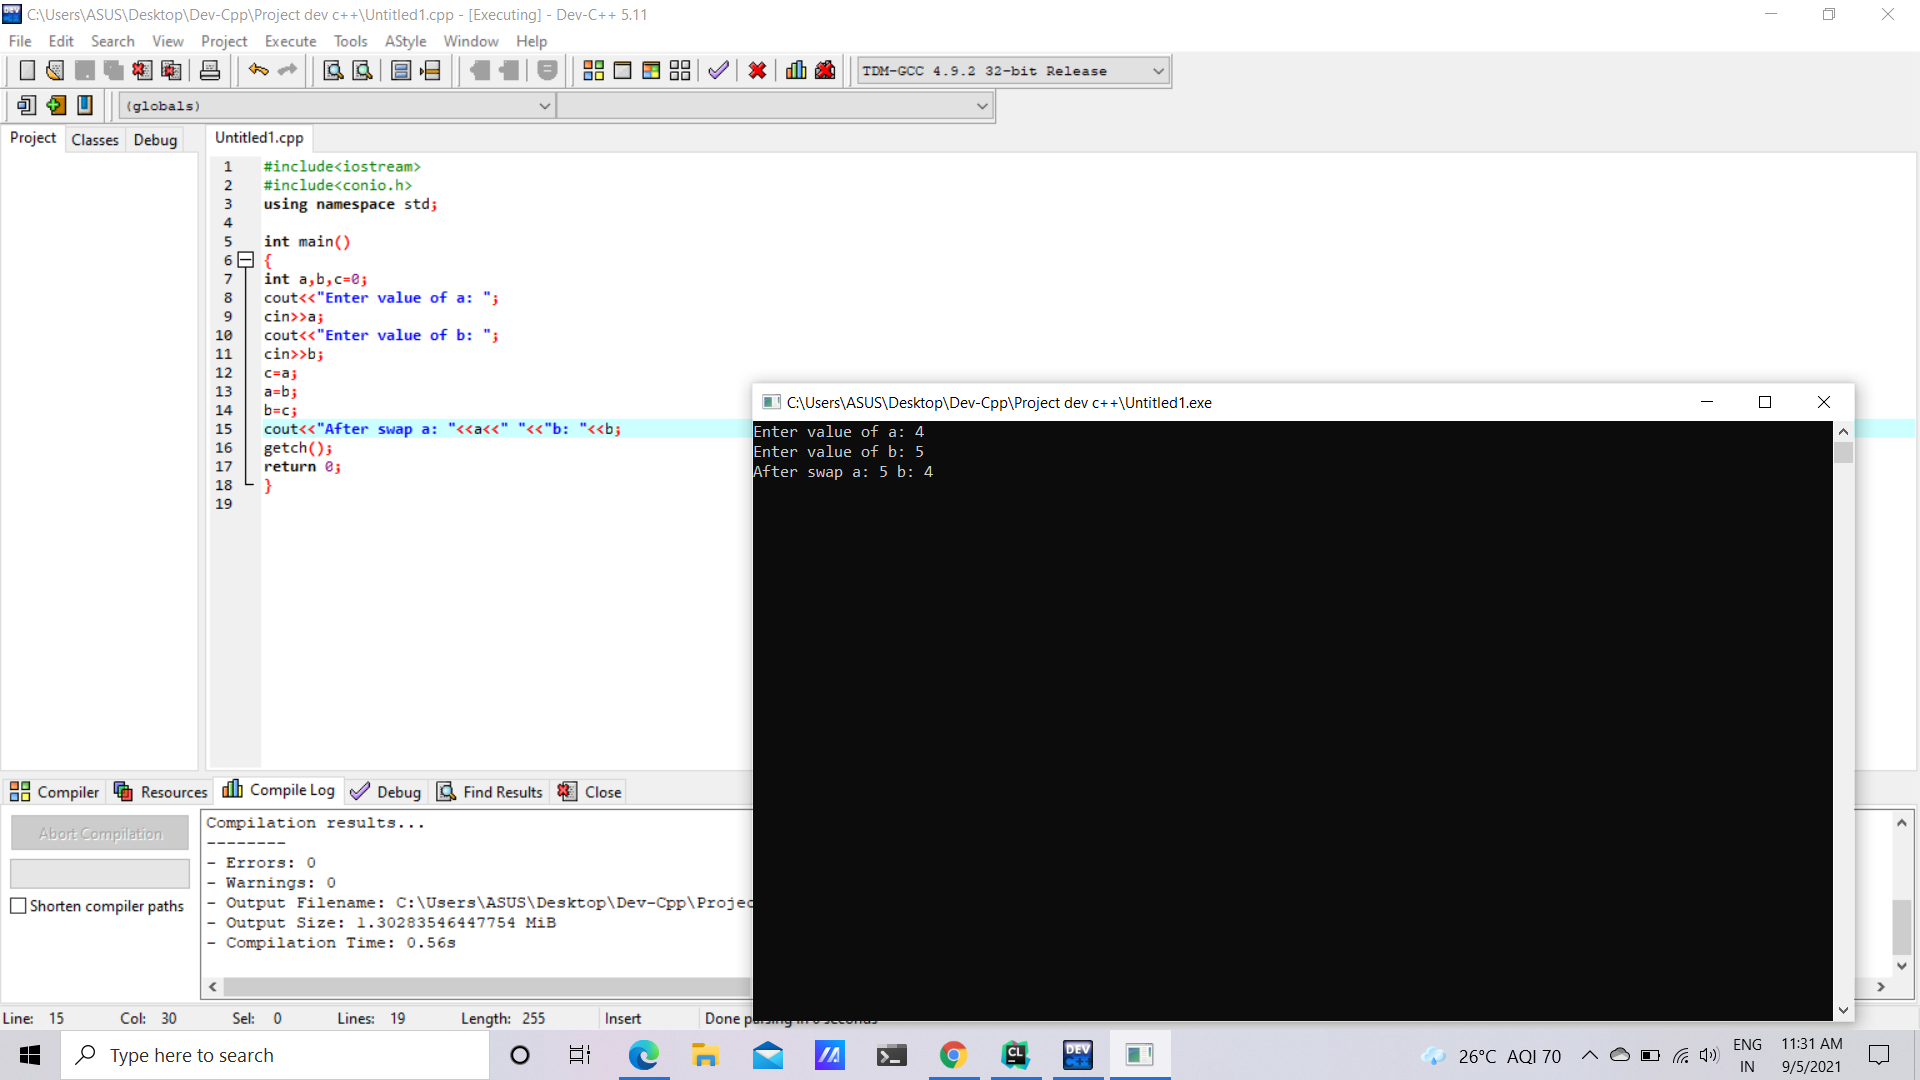 C:\Users\ASUS\Desktop\Dev-Cpp\Project dev c++\Untitled1.cpp - [Executing] - Dev-C++ 5.11
File Edit Search View Project Execute Tools AStyle Window Help
TDM-GCC 4.9.2 32-bit Release
(globals)
Project Classes Debug
Untitled1.cpp
1 #include<iostream>
2 #include<conio.h>
3 using namespace std;
4
5 int main()
6 {
7 int a,b,c=0;
8 cout<<"Enter value of a: ";
9 cin>>a;
10 cout<<"Enter value of b: ";
11 cin>>b;
12 c=a;
13 a=b;
14 b=c;
15 cout<<"After swap a: "<<a<<" "<<"b: "<<b;
16 getch();
17 return 0;
18 }
19
C:\Users\ASUS\Desktop\Dev-Cpp\Project dev c++\Untitled1.exe
Enter value of a: 4
Enter value of b: 5
After swap a: 5 b: 4
Compiler Resources Compile Log Debug Find Results Close
Abort Compilation
Shorten compiler paths
Compilation results...
--------
- Errors: 0
- Warnings: 0
- Output Filename: C:\Users\ASUS\Desktop\Dev-Cpp\Projec
- Output Size: 1.30283546447754 MiB
- Compilation Time: 0.56s
Line: 15 Col: 30 Sel: 0 Lines: 19 Length: 255 Insert Done parsing in 0 seconds
Type here to search
DEV
CL
26°C AQI 70
ENG
IN
11:31 AM
9/5/2021